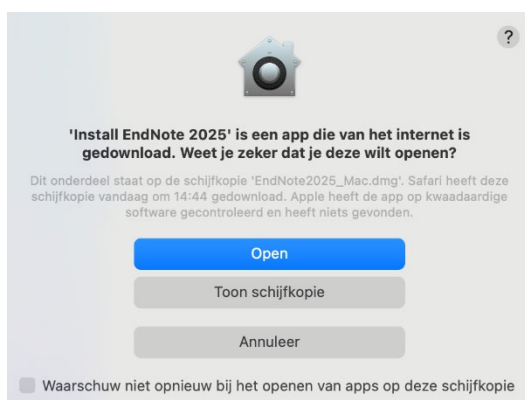 ?
'Install EndNote 2025' is een app die van het internet is
gedownload. Weet je zeker dat je deze wilt openen?
Dit onderdeel staat op de schijfkopie 'EndNote2025_Mac.dmg'. Safari heeft deze
schijfkopie vandaag om 14:44 gedownload. Apple heeft de app op kwaadaardige
software gecontroleerd en heeft niets gevonden.
Open
Toon schijfkopie
Annuleer
Waarschuw niet opnieuw bij het openen van apps op deze schijfkopie